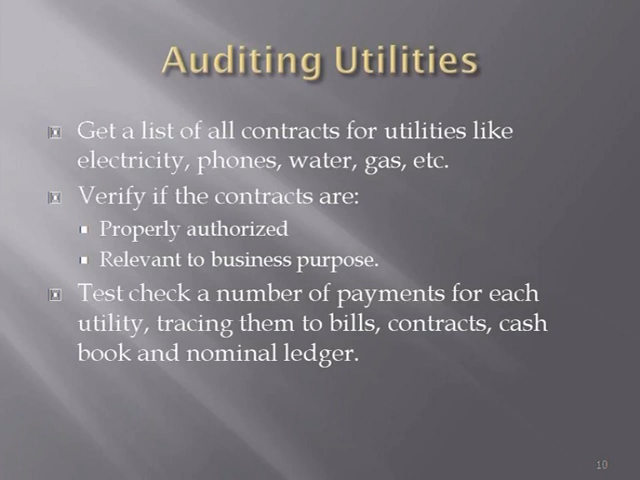 Auditing Utilities
Get a list of all contracts for utilities like
electricity, phones, water, gas, etc.
Verify if the contracts are:
Properly authorized
Relevant to business purpose.
Test check a number of payments for each
utility, tracing them to bills, contracts, cash
book and nominal ledger.
10